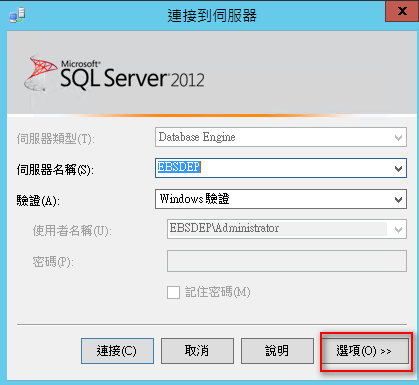 連接到伺服器
x
Microsoft®
SQL Server® 2012
伺服器類型(T): Database Engine
伺服器名稱(S): EBSDEP
驗證(A): Windows 驗證
使用者名稱(U): EBSDEP\Administrator
密碼(P):
記住密碼(M)
連接(C) 取消 說明 選項(O) >>